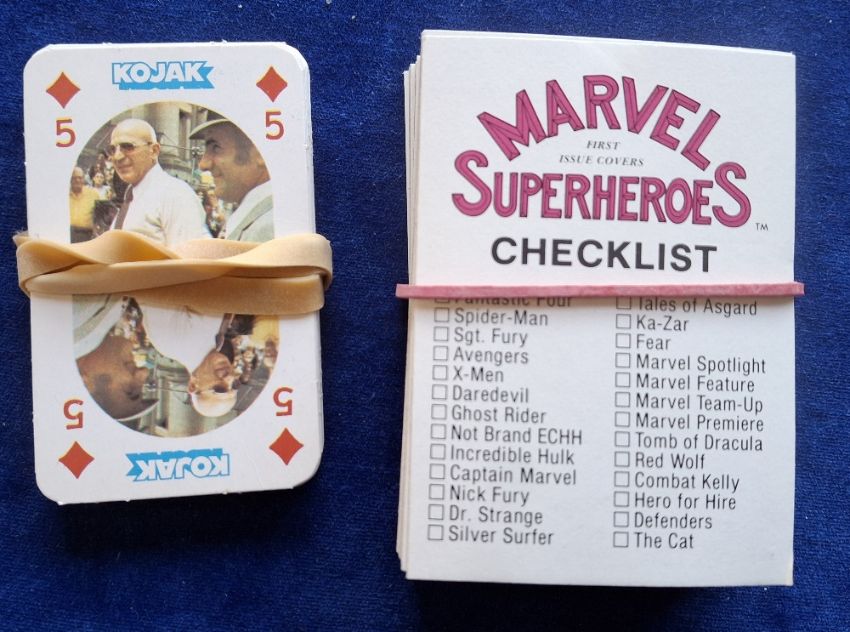 KOJAK
5
5
5
5
KOJAK
MARVEL
FIRST
ISSUE COVERS
SUPERHEROES
TM
CHECKLIST
Fantastic Four
Spider-Man
Sgt. Fury
Avengers
X-Men
Daredevil
Ghost Rider
Not Brand ECHH
Incredible Hulk
Captain Marvel
Nick Fury
Dr. Strange
Silver Surfer
Tales of Asgard
Ka-Zar
Fear
Marvel Spotlight
Marvel Feature
Marvel Team-Up
Marvel Premiere
Tomb of Dracula
Red Wolf
Combat Kelly
Hero for Hire
Defenders
The Cat